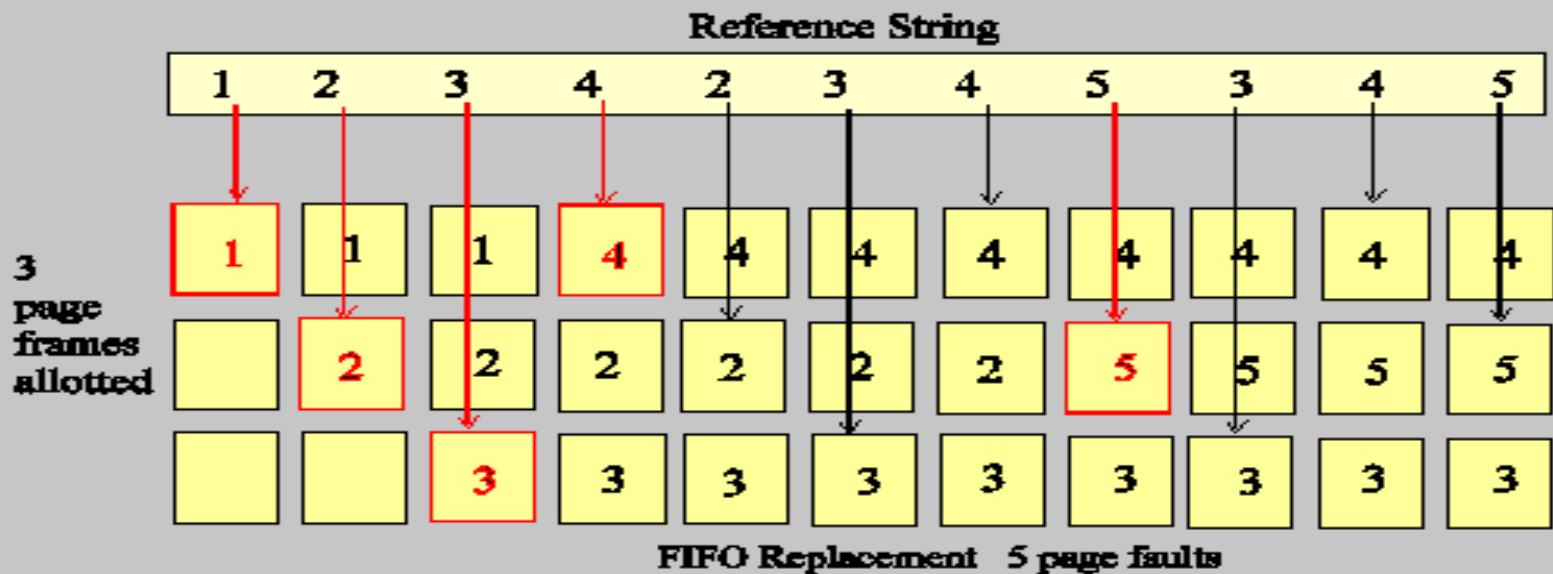 Reference String
1 2 3 4 2 3 4 5 3 4 5
3
page
frames
allotted
1 1 1 4 4 4 4 4 4 4 4
2 2 2 2 2 2 5 5 5 5
3 3 3 3 3 3 3 3 3
FIFO Replacement 5 page faults